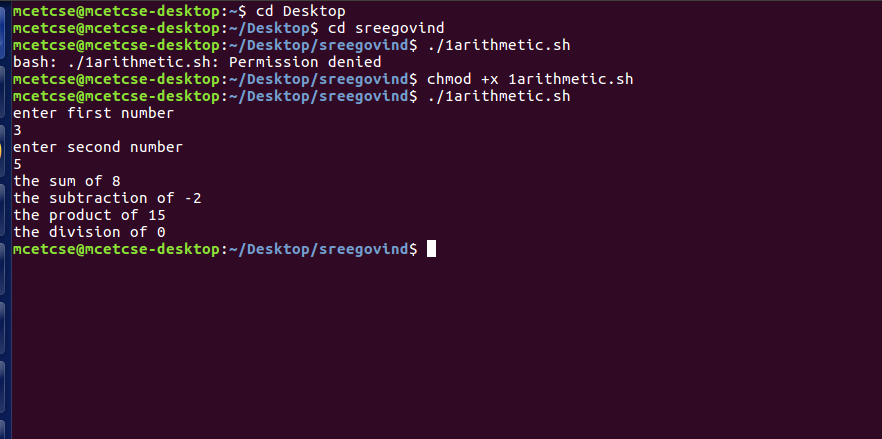 mcetcse@mcetcse-desktop:~$ cd Desktop
mcetcse@mcetcse-desktop:~/Desktop$ cd sreegovind
mcetcse@mcetcse-desktop:~/Desktop/sreegovind$ ./1arithmetic.sh
bash: ./1arithmetic.sh: Permission denied
mcetcse@mcetcse-desktop:~/Desktop/sreegovind$ chmod +x 1arithmetic.sh
mcetcse@mcetcse-desktop:~/Desktop/sreegovind$ ./1arithmetic.sh
enter first number
3
enter second number
5
the sum of 8
the subtraction of -2
the product of 15
the division of 0
mcetcse@mcetcse-desktop:~/Desktop/sreegovind$